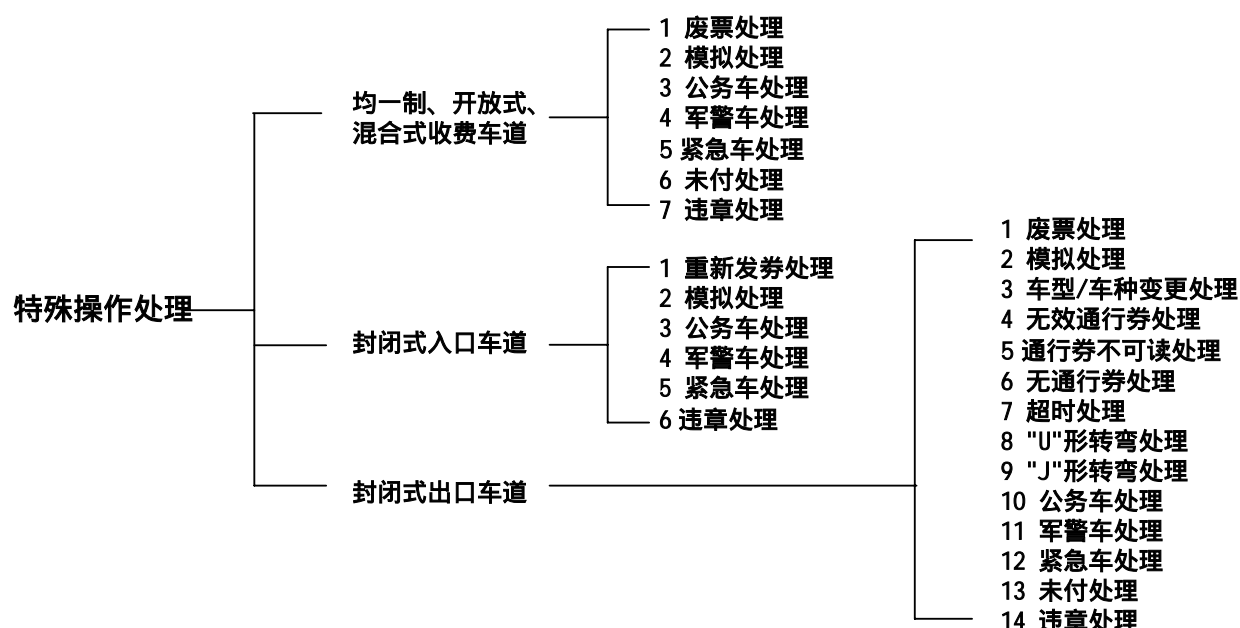 特殊操作处理
均一制、开放式、
混合式收费车道
1 废票处理
2 模拟处理
3 公务车处理
4 军警车处理
5 紧急车处理
6 未付处理
7 违章处理
封闭式入口车道
1 重新发券处理
2 模拟处理
3 公务车处理
4 军警车处理
5 紧急车处理
6 违章处理
封闭式出口车道
1 废票处理
2 模拟处理
3 车型/车种变更处理
4 无效通行券处理
5 通行券不可读处理
6 无通行券处理
7 超时处理
8 "U"形转弯处理
9 "J"形转弯处理
10 公务车处理
11 军警车处理
12 紧急车处理
13 未付处理
14 违章处理